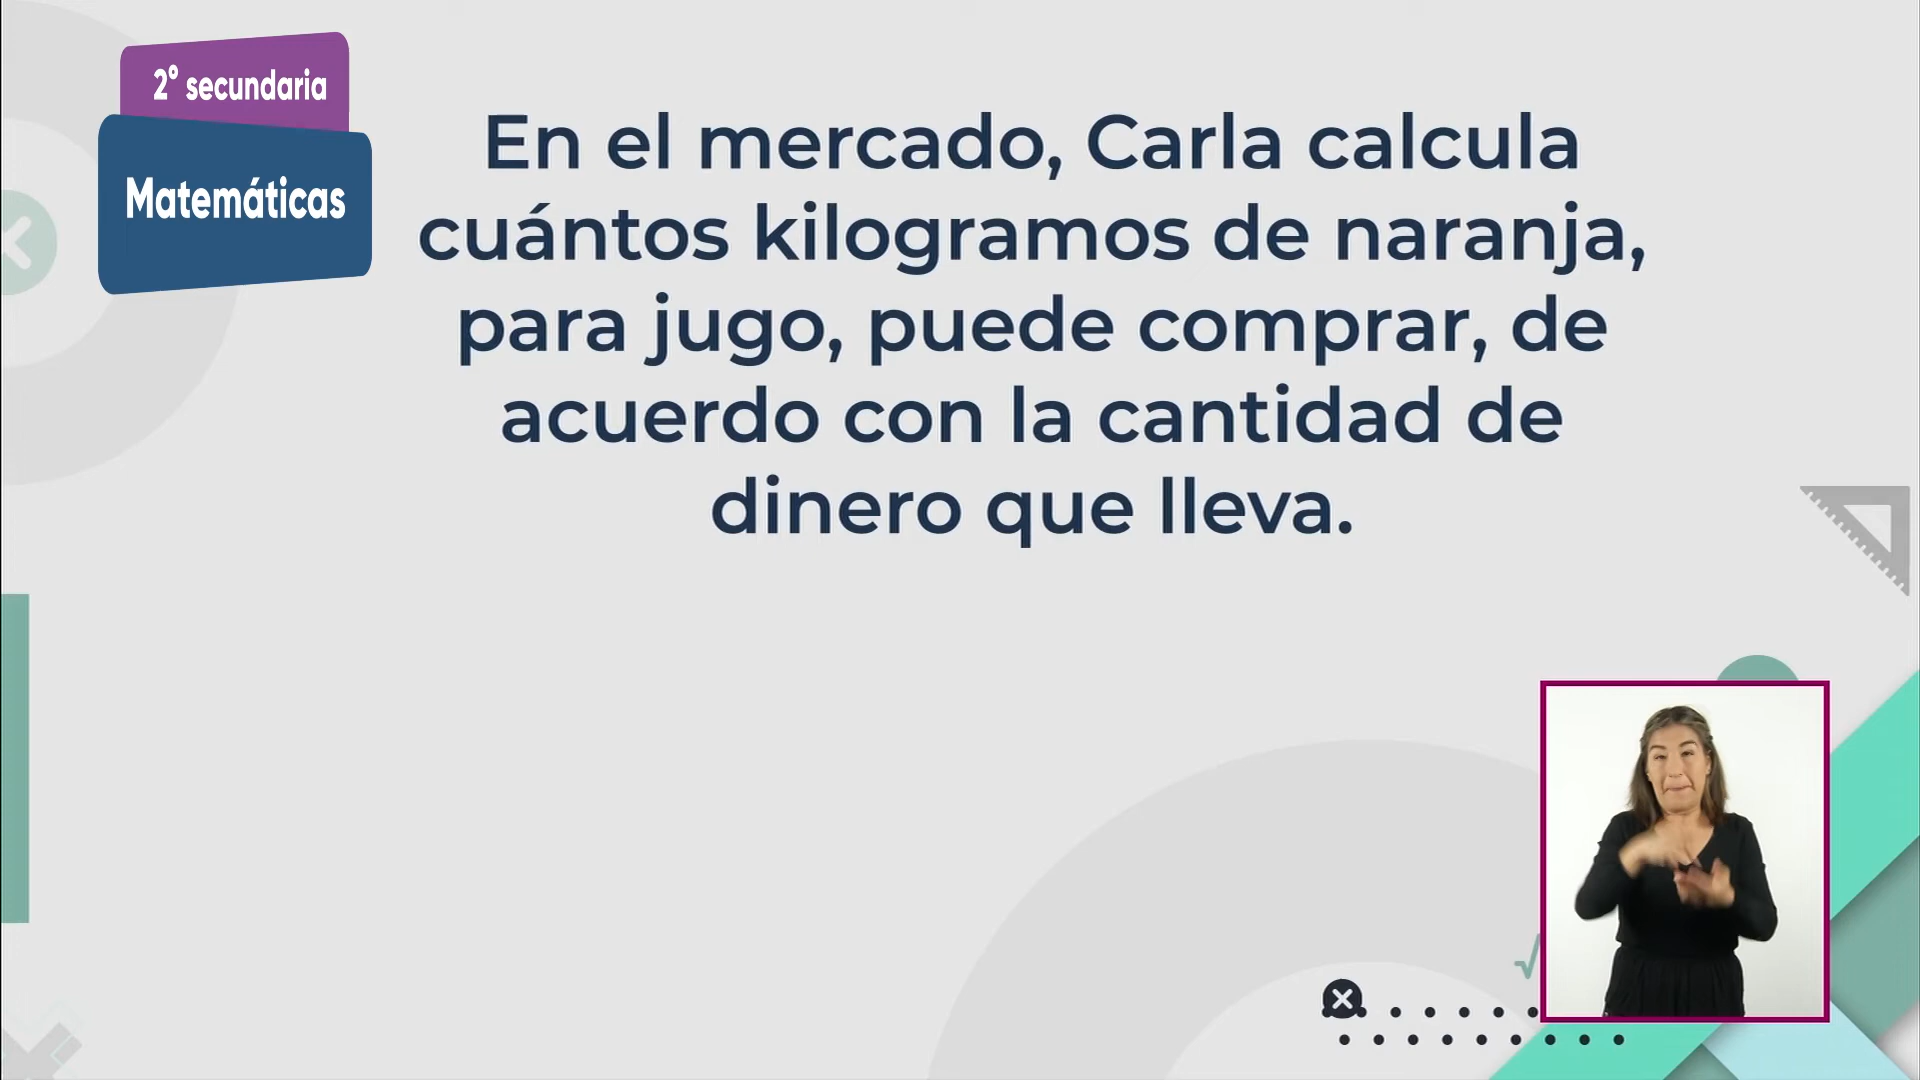 2° secundaria
Matemáticas
En el mercado, Carla calcula
cuántos kilogramos de naranja,
para jugo, puede comprar, de
acuerdo con la cantidad de
dinero que lleva.